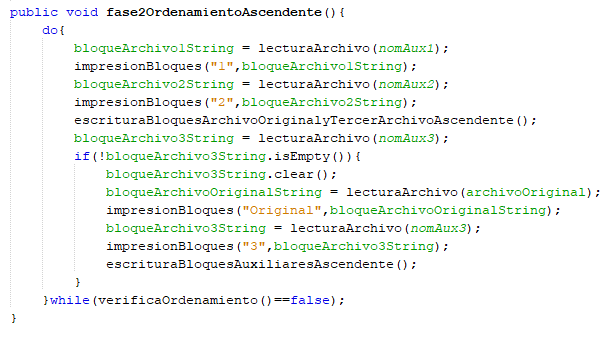 public void fase2OrdenamientoAscendente(){
do{
bloqueArchivo1String = lecturaArchivo(nomAux1);
impresionBloques("1",bloqueArchivo1String);
bloqueArchivo2String = lecturaArchivo(nomAux2);
impresionBloques("2",bloqueArchivo2String);
escrituraBloquesArchivoOriginalyTercerArchivoAscendente();
bloqueArchivo3String = lecturaArchivo(nomAux3);
if(!bloqueArchivo3String.isEmpty()){
bloqueArchivo3String.clear();
bloqueArchivoOriginalString = lecturaArchivo(archivoOriginal);
impresionBloques("Original",bloqueArchivoOriginalString);
bloqueArchivo3String = lecturaArchivo(nomAux3);
impresionBloques("3",bloqueArchivo3String);
escrituraBloquesAuxiliaresAscendente();
}
}while(verificaOrdenamiento()==false);
}